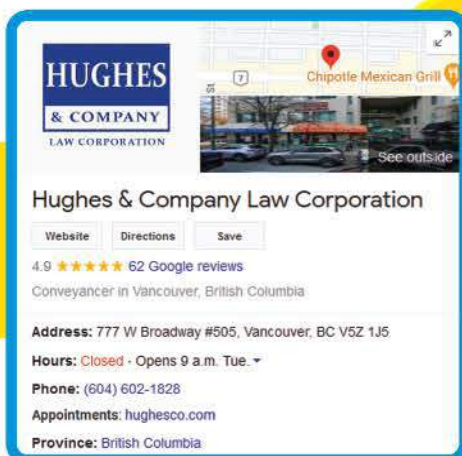 HUGHES
& COMPANY
LAW CORPORATION
St
7
Chipotle Mexican Grill
See outside
Hughes & Company Law Corporation
Website Directions Save
4.9 ★★★★★ 62 Google reviews
Conveyancer in Vancouver, British Columbia
Address: 777 W Broadway #505, Vancouver, BC V5Z 1J5
Hours: Closed · Opens 9 a.m. Tue.
Phone: (604) 602-1828
Appointments: hughesco.com
Province: British Columbia